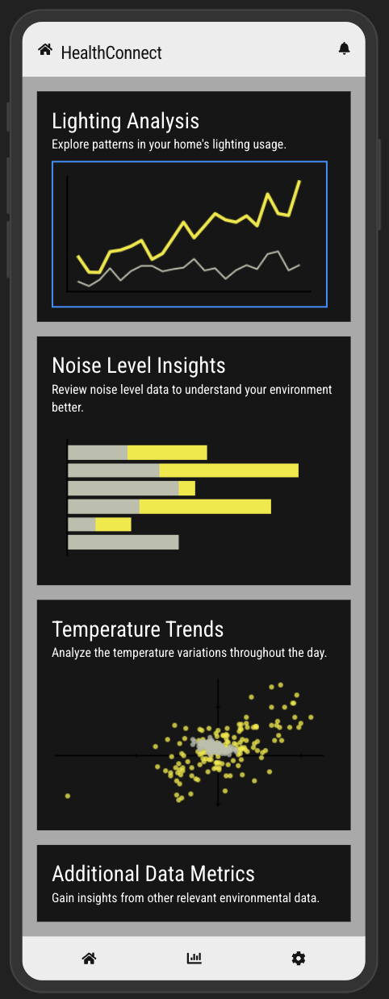 HealthConnect
Lighting Analysis
Explore patterns in your home's lighting usage.
Noise Level Insights
Review noise level data to understand your environment
better.
Temperature Trends
Analyze the temperature variations throughout the day.
Additional Data Metrics
Gain insights from other relevant environmental data.